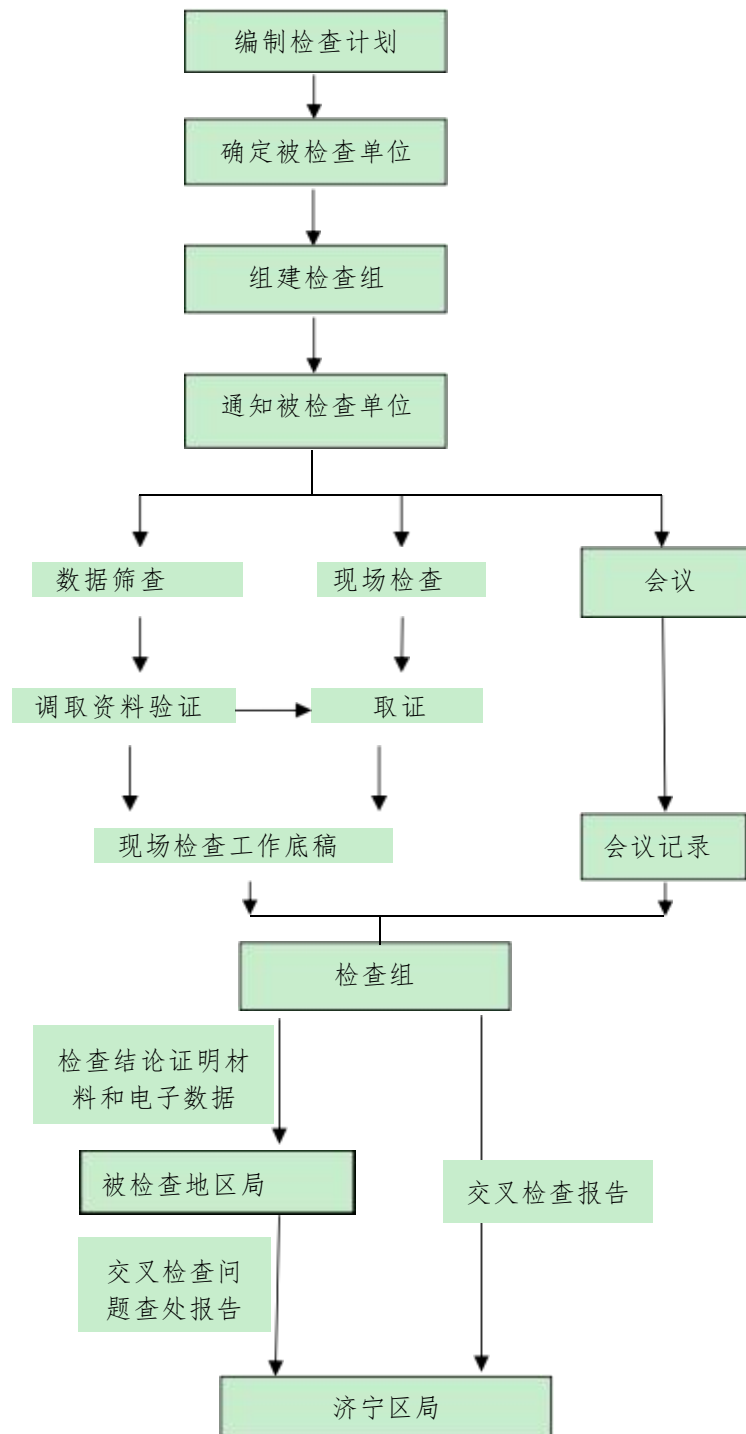 编制检查计划
确定被检查单位
组建检查组
通知被检查单位
数据筛查
现场检查
会议
调取资料验证
取证
现场检查工作底稿
会议记录
检查组
检查结论证明材
料和电子数据
被检查地区局
交叉检查报告
交叉检查问
题查处报告
济宁区局